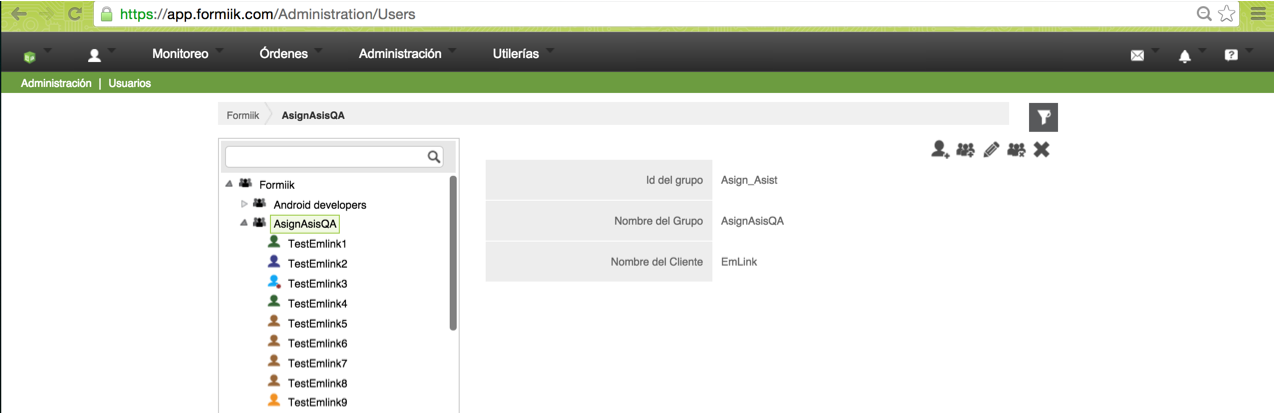 https://app.formiik.com/Administration/Users
Monitoreo Órdenes Administración Utilerías
Administración | Usuarios
Formiik AsignAsisQA
Formiik
Android developers
AsignAsisQA
TestEmlink1
TestEmlink2
TestEmlink3
TestEmlink4
TestEmlink5
TestEmlink6
TestEmlink7
TestEmlink8
TestEmlink9
Id del grupo Asign_Asist
Nombre del Grupo AsignAsisQA
Nombre del Cliente EmLink